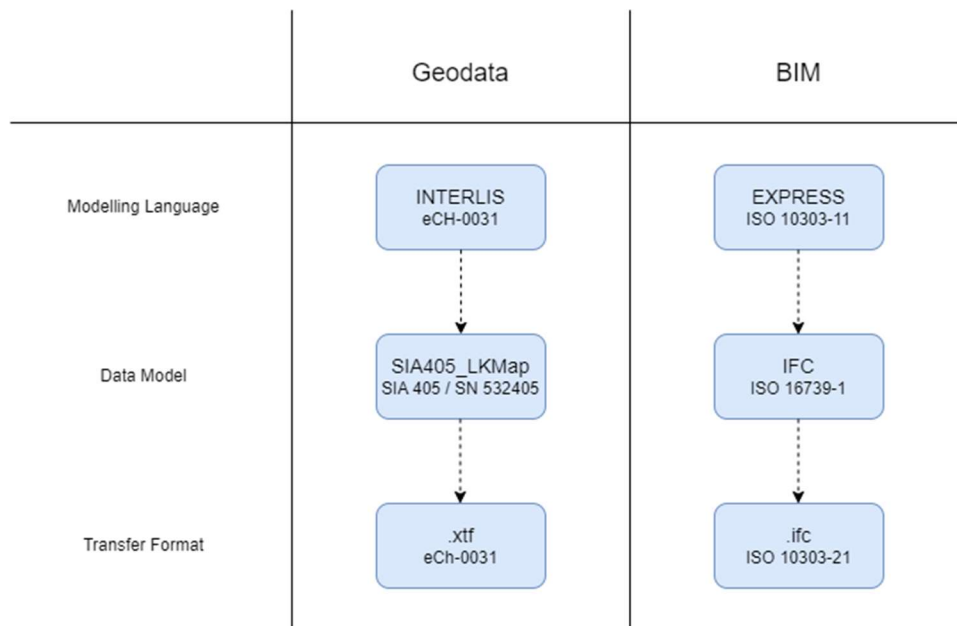 Geodata
BIM
Modelling Language
INTERLIS
eCH-0031
EXPRESS
ISO 10303-11
Data Model
SIA405_LKMap
SIA 405 / SN 532405
IFC
ISO 16739-1
Transfer Format
.xtf
eCh-0031
.ifc
ISO 10303-21